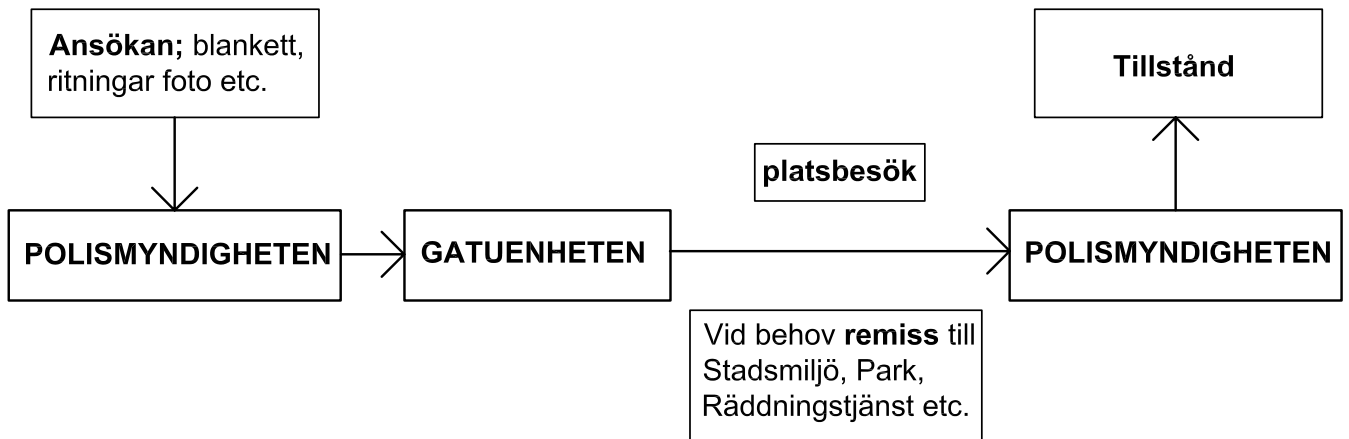 Ansökan; blankett,
ritningar foto etc.
Tillstånd
platsbesök
POLISMYNDIGHETEN
GATUENHETEN
POLISMYNDIGHETEN
Vid behov remiss till
Stadsmiljö, Park,
Räddningstjänst etc.